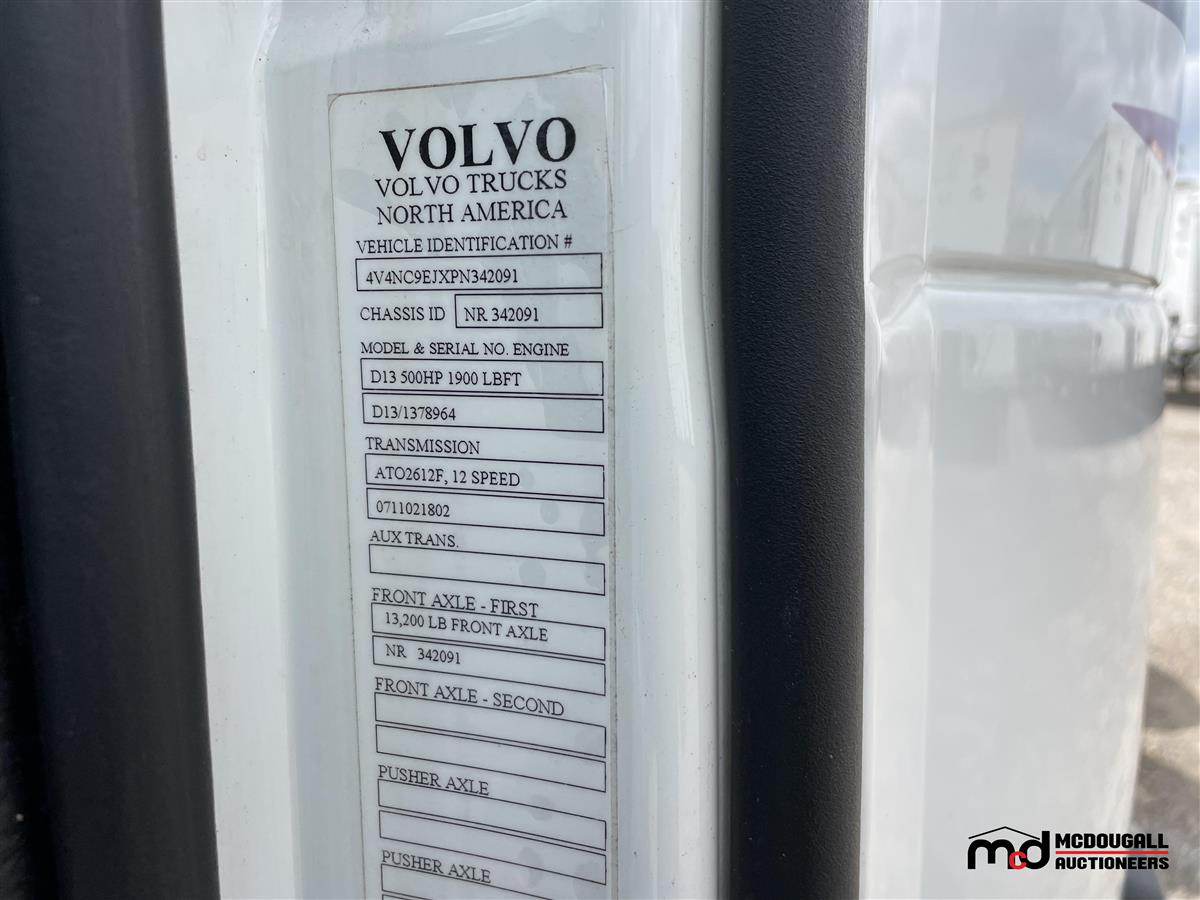 VOLVO
VOLVO TRUCKS
NORTH AMERICA
VEHICLE IDENTIFICATION #
4V4NC9EJXPN342091
CHASSIS ID NR 342091
MODEL & SERIAL NO. ENGINE
D13 500HP 1900 LBFT
D13/1378964
TRANSMISSION
ATO2612F, 12 SPEED
0711021802
AUX TRANS.
FRONT AXLE - FIRST
13,200 LB FRONT AXLE
NR 342091
FRONT AXLE - SECOND
PUSHER AXLE
PUSHER AXLE
mcd MCDOUGALL
AUCTIONEERS